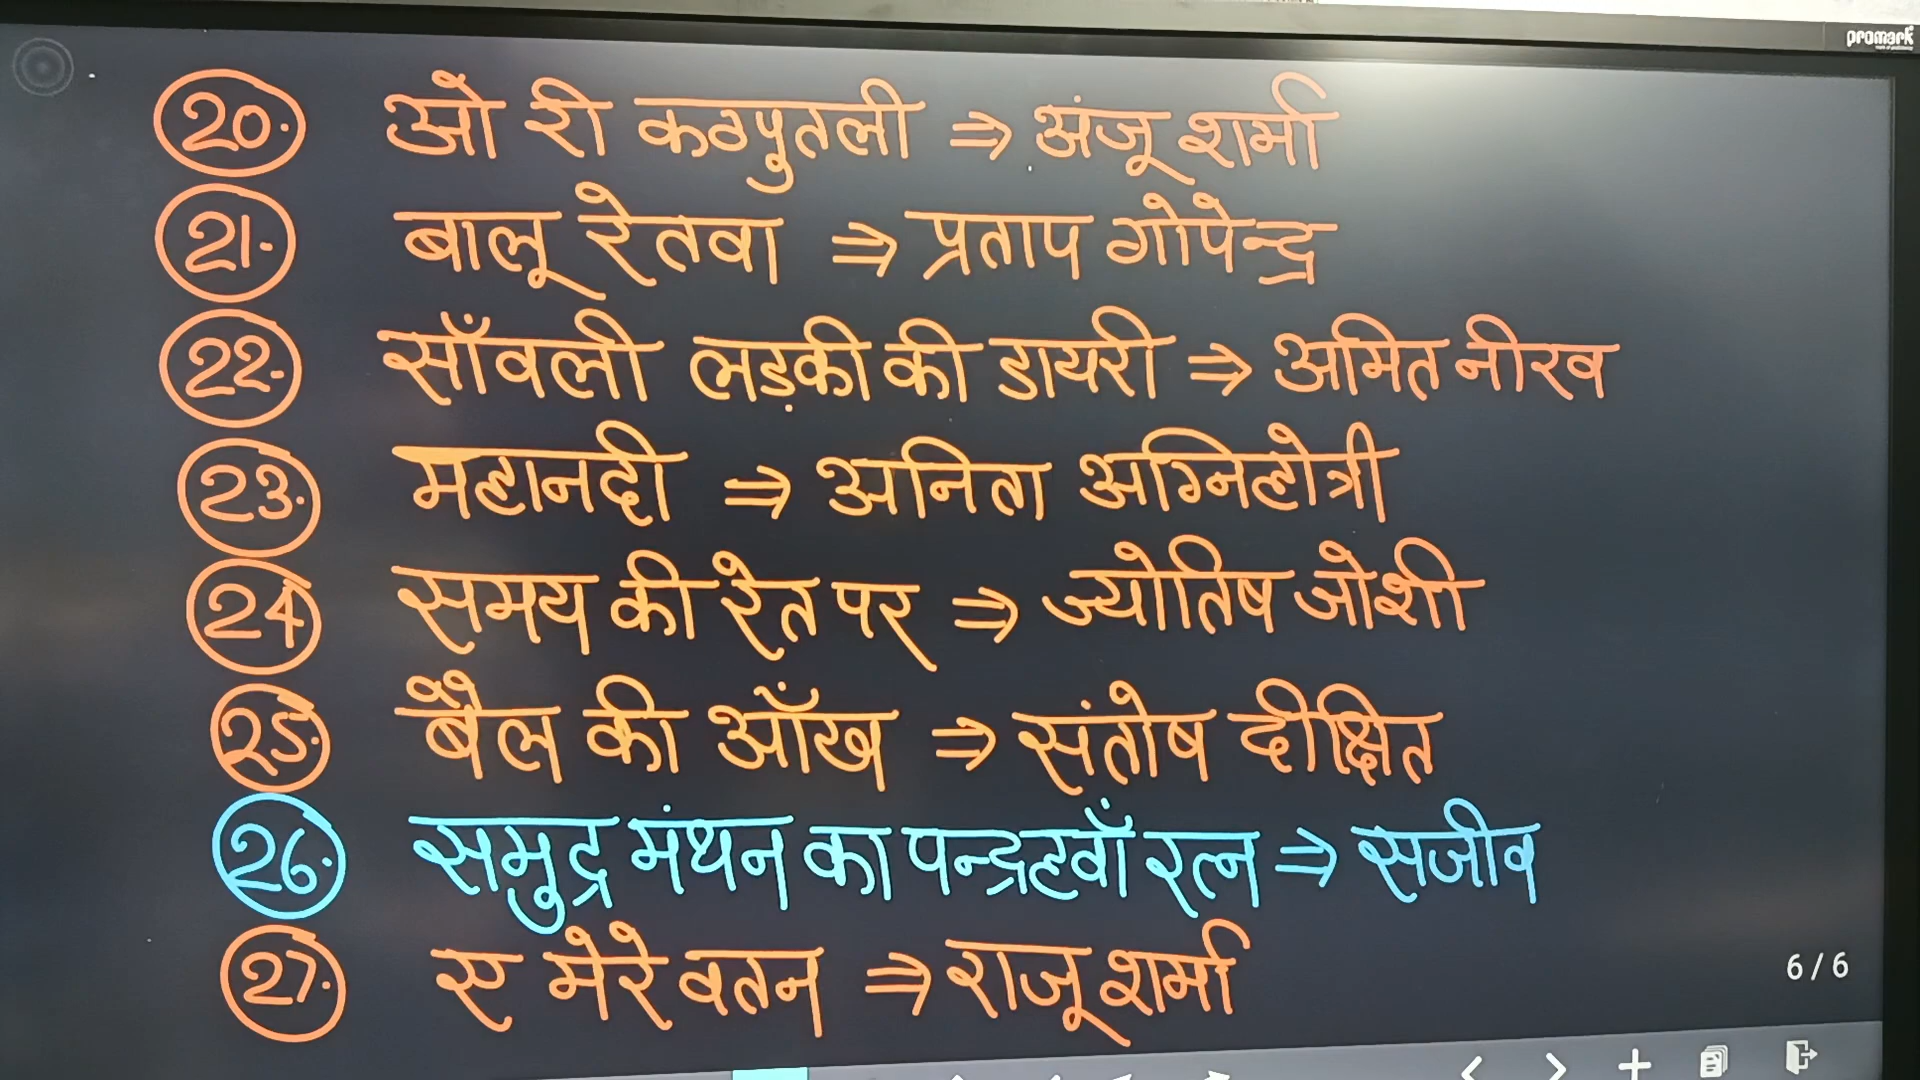 promark
20. ओ री कठपुतली ⇒ अंजू शर्मा
21. बालू रेतवा ⇒ प्रताप गोपेन्द्र
22. साँवली लड़की की डायरी ⇒ अमित नीरव
23. महानदी ⇒ अनिता अग्निहोत्री
24 समय की रेत पर ⇒ ज्योतिष जोशी
25. बैल की आँख ⇒ संतोष दीक्षित
26. समुद्र मंथन का पन्द्रहवाँ रत्न ⇒ सजीव
27. ए मेरे वतन ⇒ राजू शर्मा
6/6